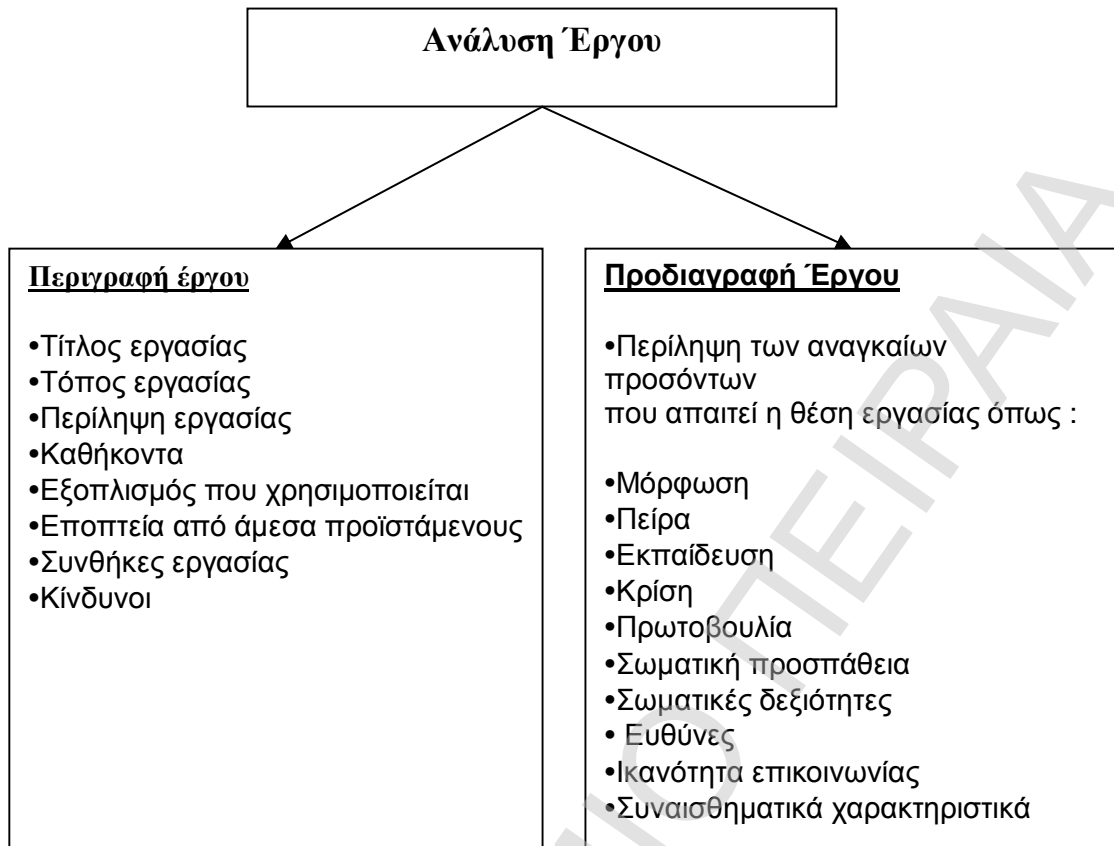 Ανάλυση Έργου
Περιγραφή έργου
•Τίτλος εργασίας
•Τόπος εργασίας
•Περίληψη εργασίας
•Καθήκοντα
•Εξοπλισμός που χρησιμοποιείται
•Εποπτεία από άμεσα προϊστάμενους
•Συνθήκες εργασίας
•Κίνδυνοι
Προδιαγραφή Έργου
•Περίληψη των αναγκαίων
προσόντων
που απαιτεί η θέση εργασίας όπως :
•Μόρφωση
•Πείρα
•Εκπαίδευση
•Κρίση
•Πρωτοβουλία
•Σωματική προσπάθεια
•Σωματικές δεξιότητες
• Ευθύνες
•Ικανότητα επικοινωνίας
•Συναισθηματικά χαρακτηριστικά
ΠΕΙΡΑΙΑ